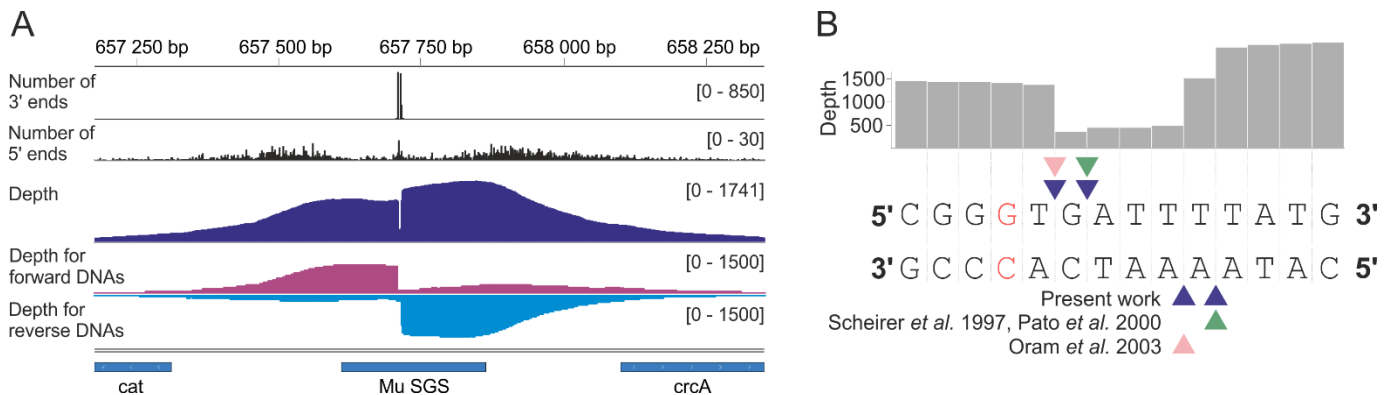 A
657 250 bp 657 500 bp 657 750 bp 658 000 bp 658 250 bp
Number of
3' ends
[0 - 850]
Number of
5' ends
[0 - 30]
Depth
[0 - 1741]
Depth for
forward DNAs
[0 - 1500]
Depth for
reverse DNAs
[0 - 1500]
cat Mu SGS crcA
B
Depth
1500
1000
500
5' C G G G T G A T T T T A T G 3'
3' G C C C A C T A A A A T A C 5'
Present work
Scheirer et al. 1997, Pato et al. 2000
Oram et al. 2003